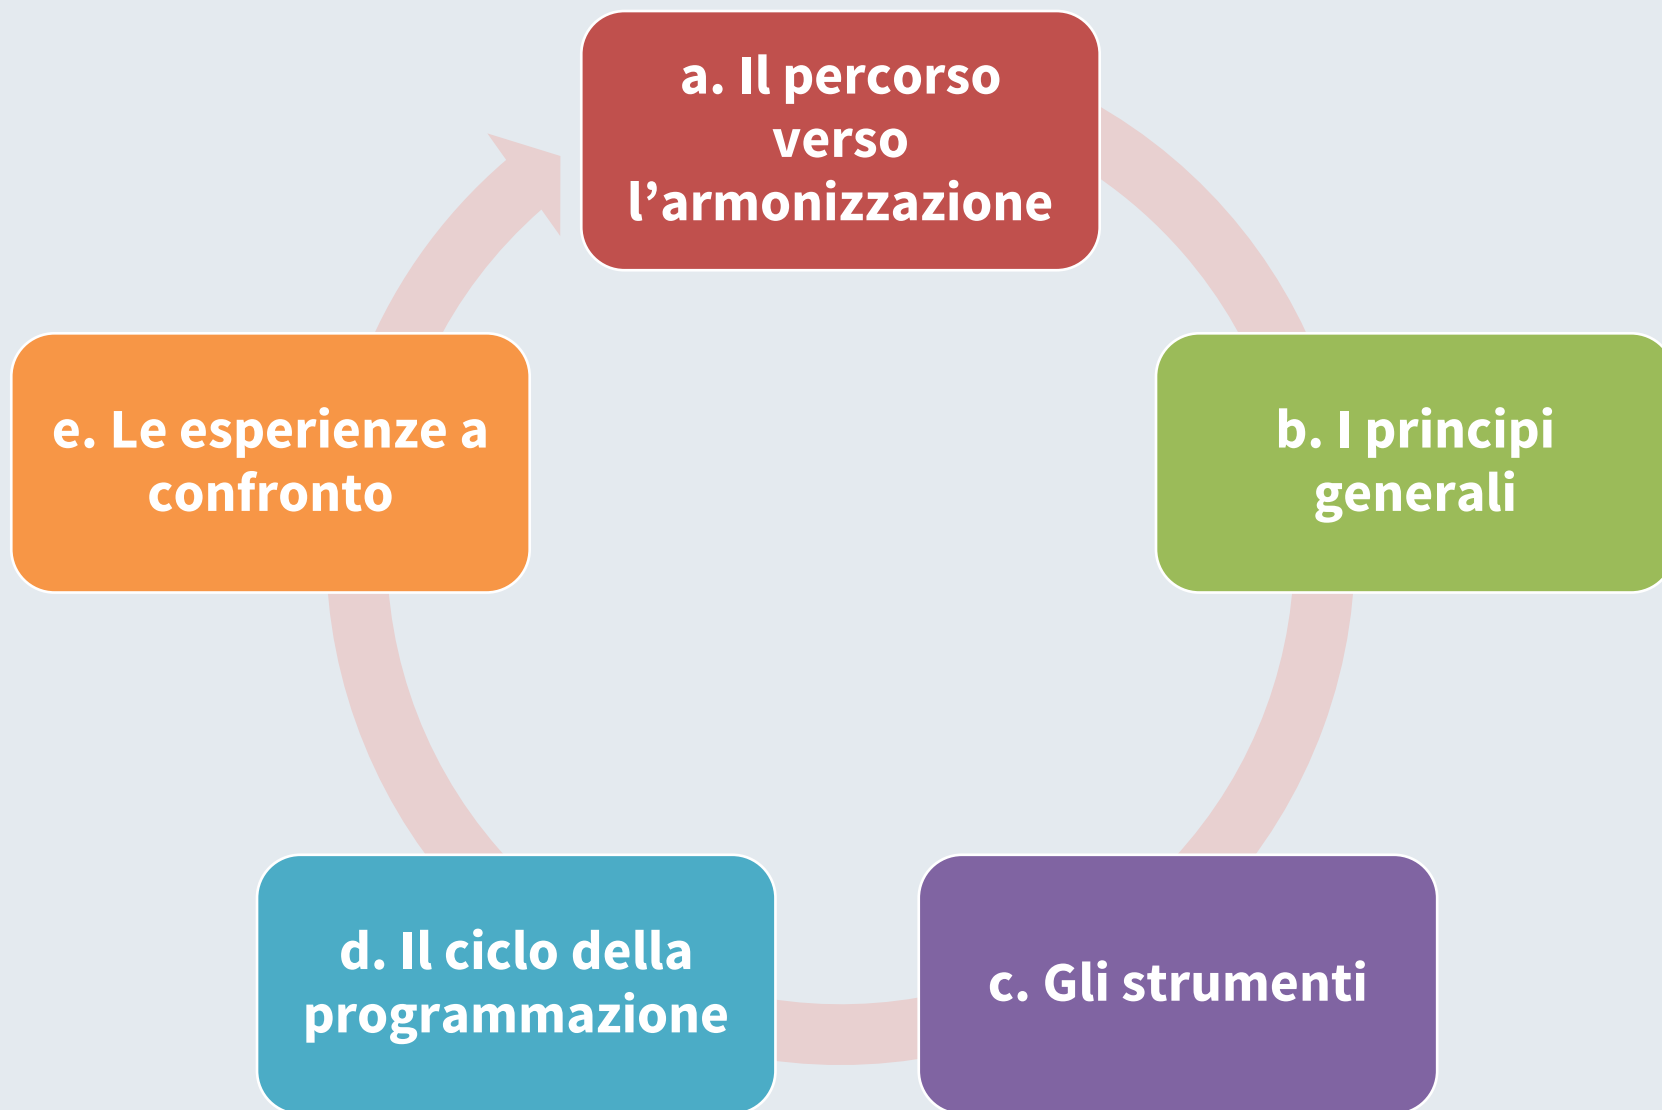 a. Il percorso
verso
l’armonizzazione
b. I principi
generali
c. Gli strumenti
d. Il ciclo della
programmazione
e. Le esperienze a
confronto